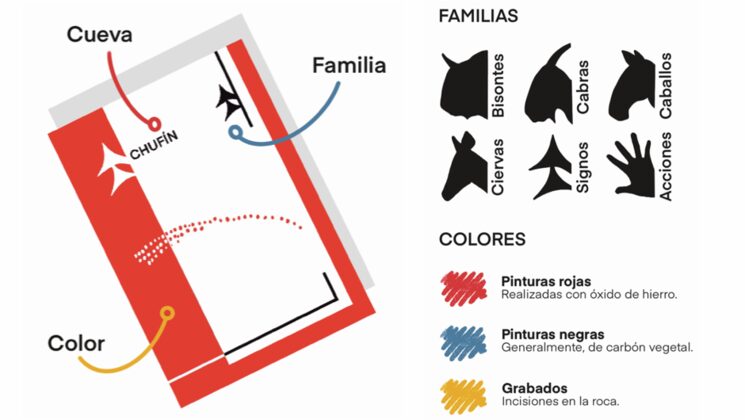 Cueva
Familia
CHUFÍN
Color
FAMILIAS
Bisontes
Cabras
Caballos
Ciervas
Signos
Acciones
COLORES
Pinturas rojas
Realizadas con óxido de hierro.
Pinturas negras
Generalmente, de carbón vegetal.
Grabados
Incisiones en la roca.